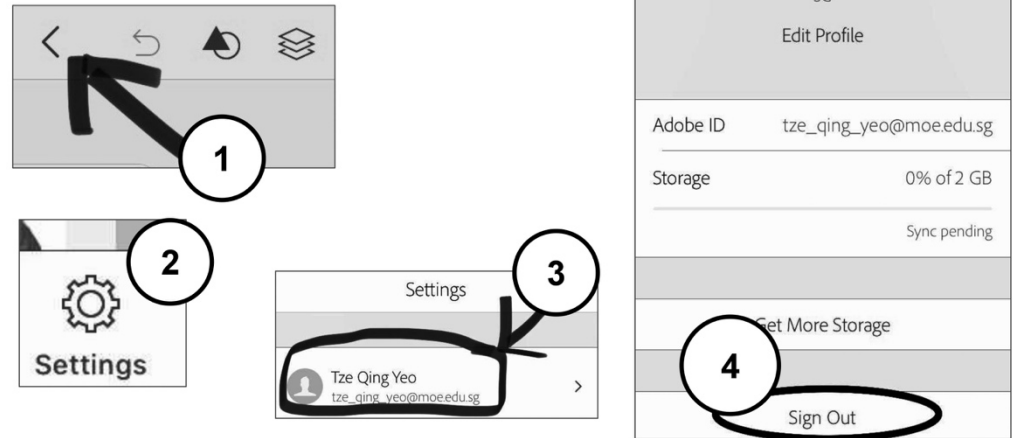 1
2
Settings
3
Settings
Tze Qing Yeo
tze_qing_yeo@moe.edu.sg
Edit Profile
Adobe ID tze_qing_yeo@moe.edu.sg
Storage 0% of 2 GB
Sync pending
Get More Storage
4
Sign Out